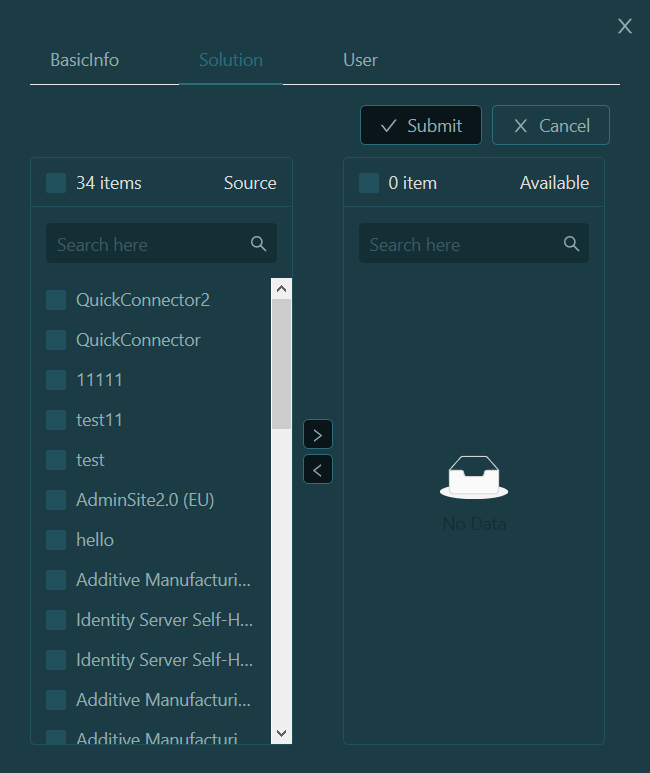 BasicInfo
Solution
User
Submit
Cancel
34 items
Source
0 item
Available
Search here
Search here
QuickConnector2
QuickConnector
11111
test11
test
AdminSite2.0 (EU)
hello
Additive Manufacturi...
Identity Server Self-H...
Identity Server Self-H...
Additive Manufacturi...
Additive Manufacturi
No Data